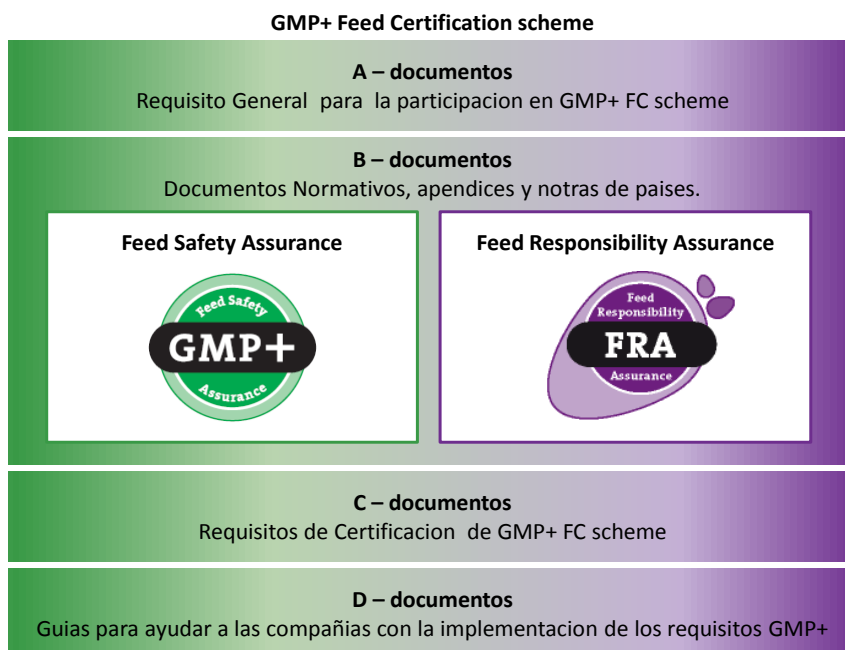 GMP+ Feed Certification scheme
A – documentos
Requisito General para la participacion en GMP+ FC scheme
B – documentos
Documentos Normativos, apendices y notras de paises.
Feed Safety Assurance
Feed Safety
GMP+
Assurance
Feed Responsibility Assurance
Feed
Responsibility
FRA
Assurance
C – documentos
Requisitos de Certificacion de GMP+ FC scheme
D – documentos
Guias para ayudar a las compañias con la implementacion de los requisitos GMP+